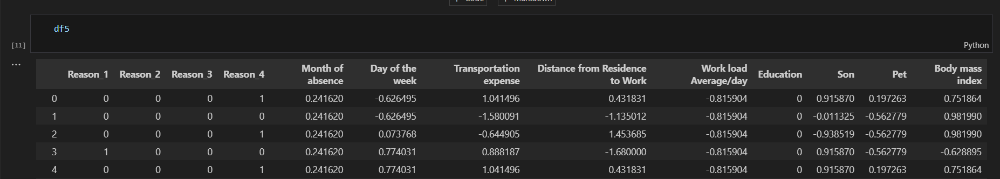 + Code + Markdown
df5
[11]
Python
...
Reason_1 Reason_2 Reason_3 Reason_4 Month of absence Day of the week Transportation expense Distance from Residence to Work Work load Average/day Education Son Pet Body mass index
0 0 0 0 1 0.241620 -0.626495 1.041496 0.431831 -0.815904 0 0.915870 0.197263 0.751864
1 0 0 0 0 0.241620 -0.626495 -1.580091 -1.135012 -0.815904 0 -0.011325 -0.562779 0.981990
2 0 0 0 1 0.241620 0.073768 -0.644905 1.453685 -0.815904 0 -0.938519 -0.562779 0.981990
3 1 0 0 0 0.241620 0.774031 0.888187 -1.680000 -0.815904 0 0.915870 -0.562779 -0.628895
4 0 0 0 1 0.241620 0.774031 1.041496 0.431831 -0.815904 0 0.915870 0.197263 0.751864